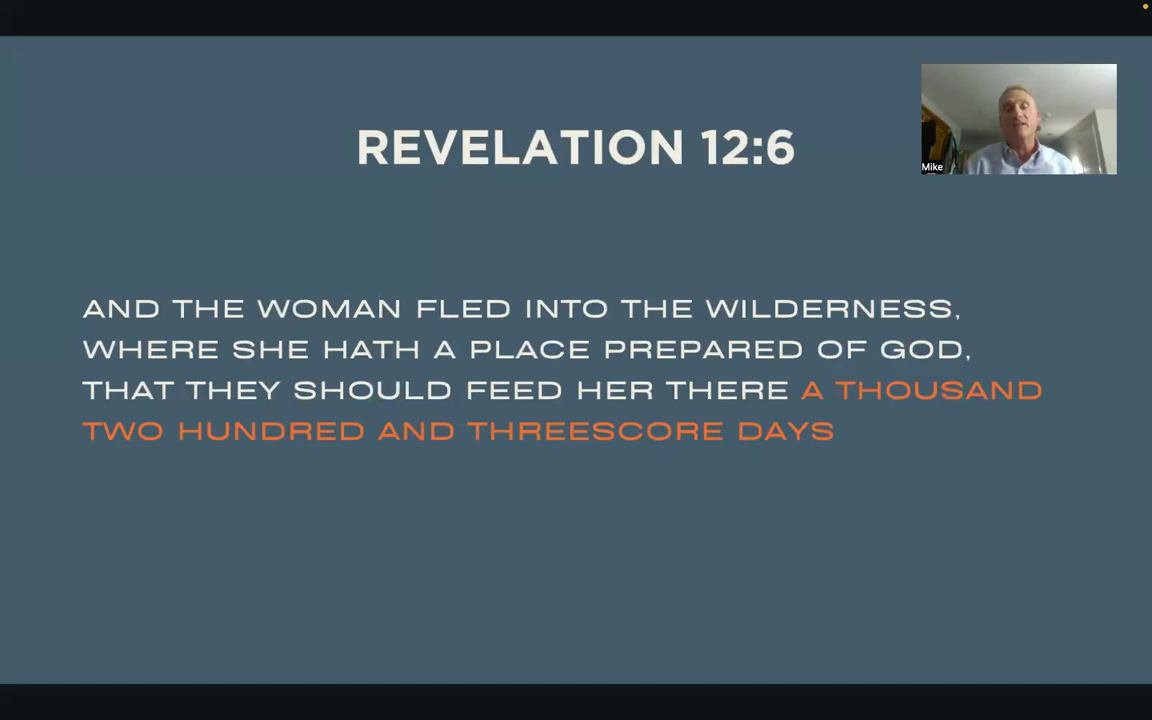 REVELATION 12:6
Mike
AND THE WOMAN FLED INTO THE WILDERNESS,
WHERE SHE HATH A PLACE PREPARED OF GOD,
THAT THEY SHOULD FEED HER THERE A THOUSAND
TWO HUNDRED AND THREESCORE DAYS